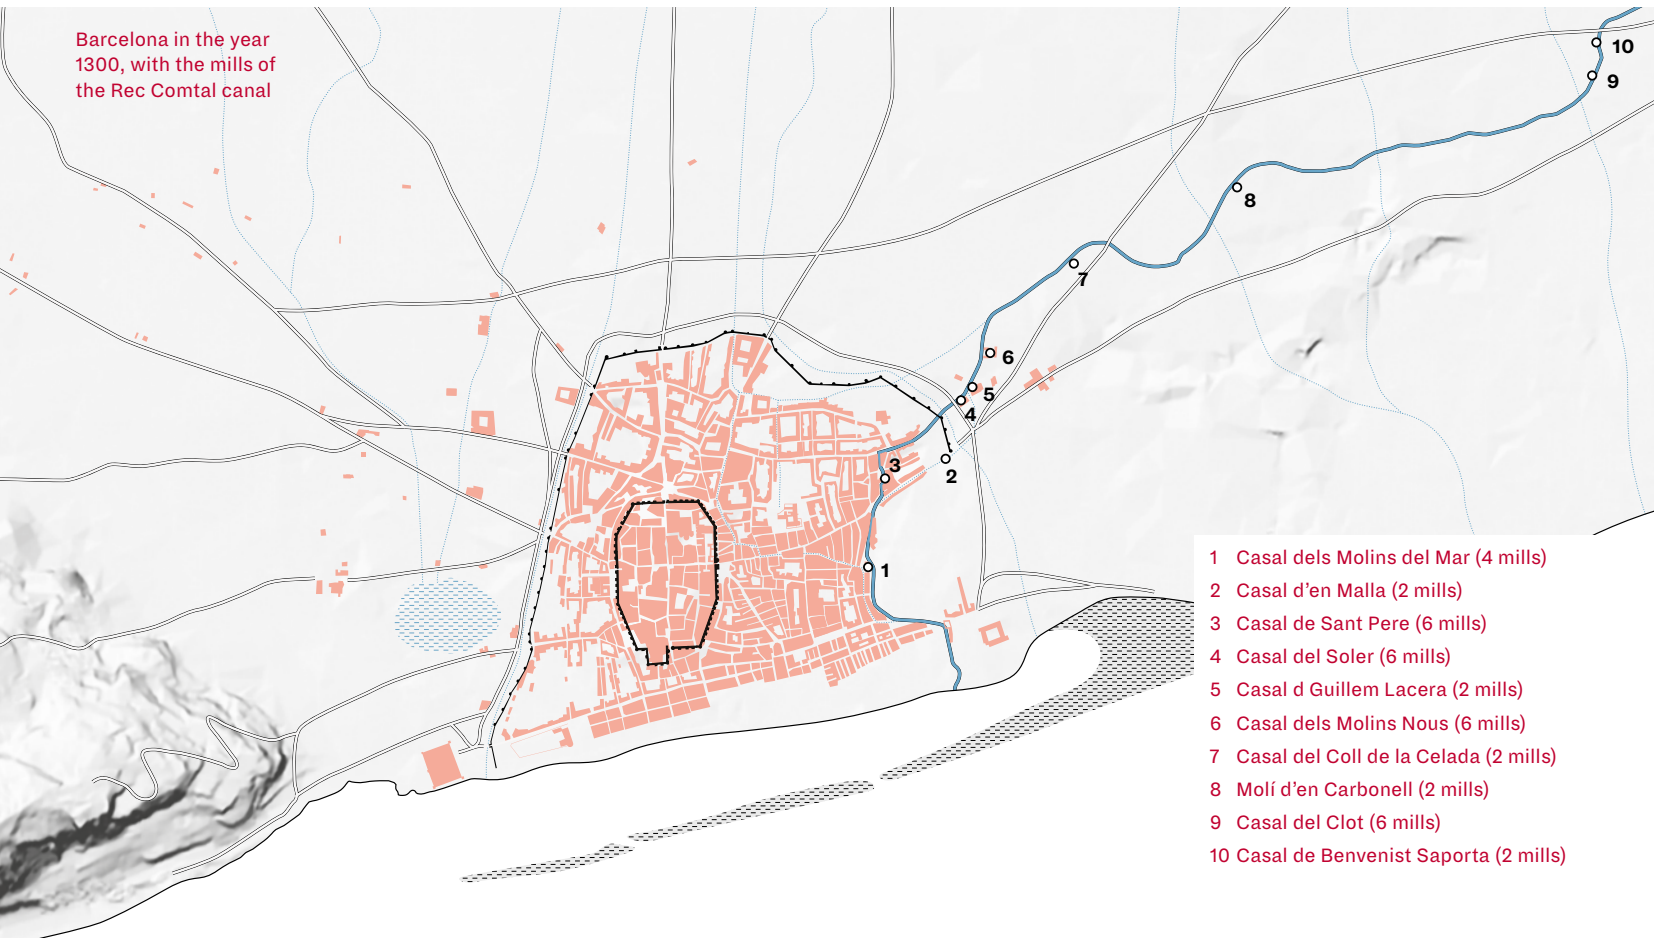 Barcelona in the year
1300, with the mills of
the Rec Comtal canal
10
9
8
7
6
5
4
3
2
1
1 Casal dels Molins del Mar (4 mills)
2 Casal d’en Malla (2 mills)
3 Casal de Sant Pere (6 mills)
4 Casal del Soler (6 mills)
5 Casal d Guillem Lacera (2 mills)
6 Casal dels Molins Nous (6 mills)
7 Casal del Coll de la Celada (2 mills)
8 Molí d’en Carbonell (2 mills)
9 Casal del Clot (6 mills)
10 Casal de Benvenist Saporta (2 mills)